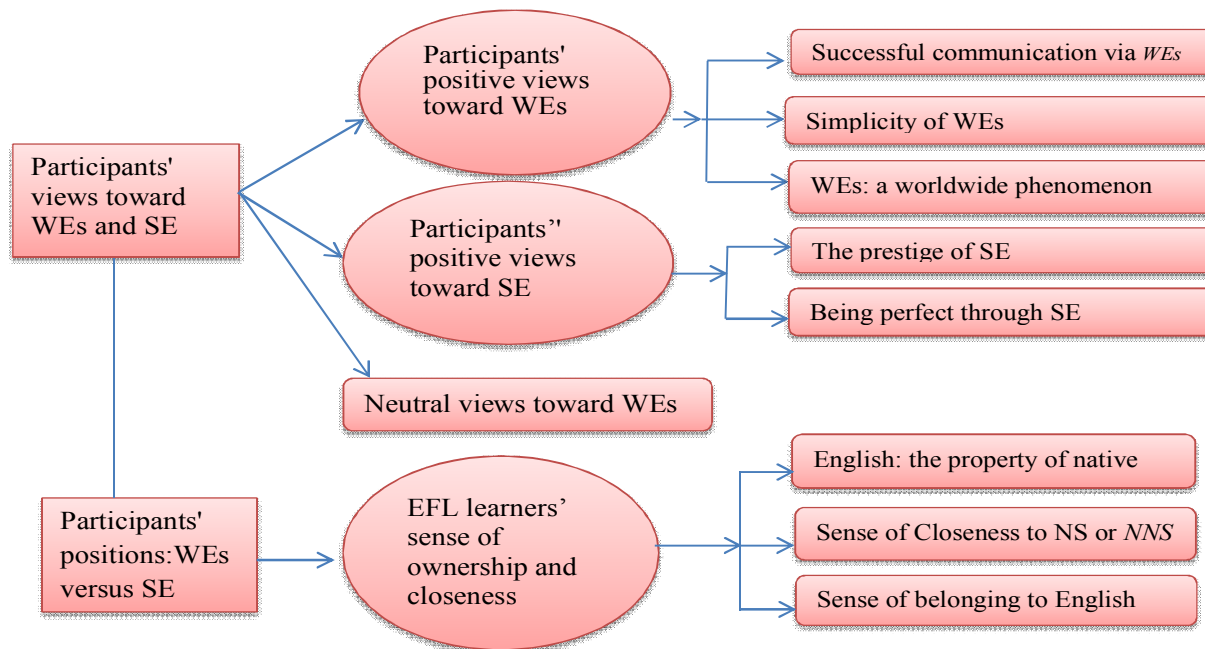 Participants'
views toward
WEs and SE
Participants'
positive views
toward WEs
Successful communication via WEs
Simplicity of WEs
WEs: a worldwide phenomenon
Participants’'
positive views
toward SE
The prestige of SE
Being perfect through SE
Neutral views toward WEs
Participants'
positions:WEs
versus SE
EFL learners’
sense of
ownership and
closeness
English: the property of native
Sense of Closeness to NS or NNS
Sense of belonging to English